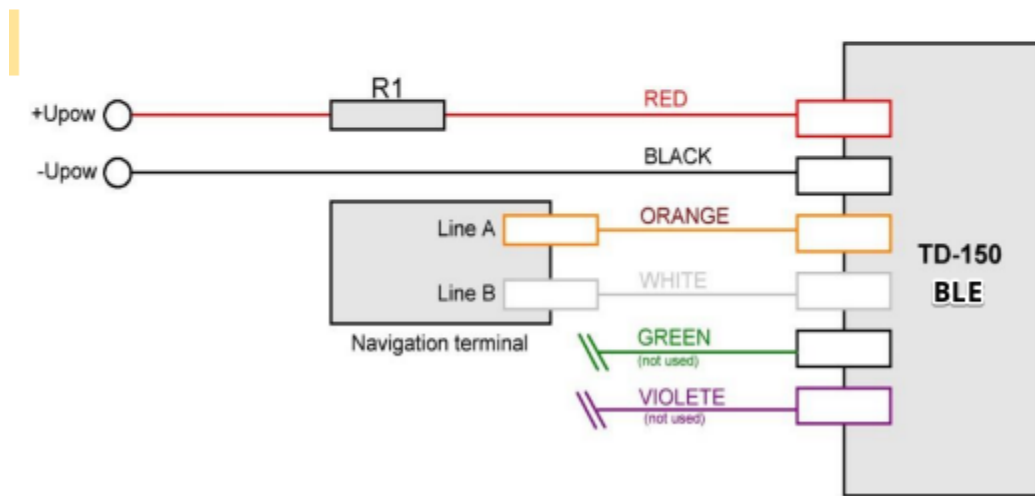 R1
+Upow
RED
-Upow
BLACK
Line A
ORANGE
Line B
WHITE
TD-150
BLE
Navigation terminal
GREEN
(not used)
VIOLETE
(not used)